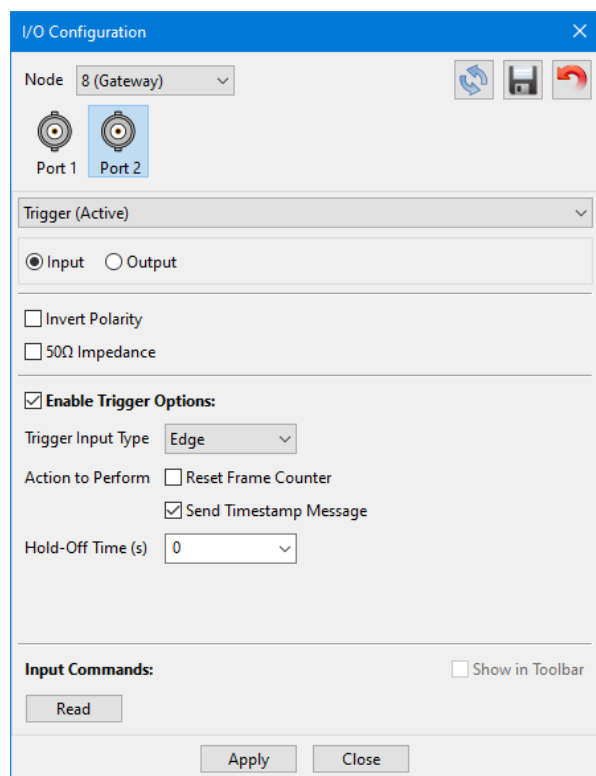 I/O Configuration
Node 8 (Gateway)
Port 1 Port 2
Trigger (Active)
Input Output
Invert Polarity
50Ω Impedance
Enable Trigger Options:
Trigger Input Type Edge
Action to Perform Reset Frame Counter
Send Timestamp Message
Hold-Off Time (s) 0
Input Commands: Show in Toolbar
Read
Apply Close